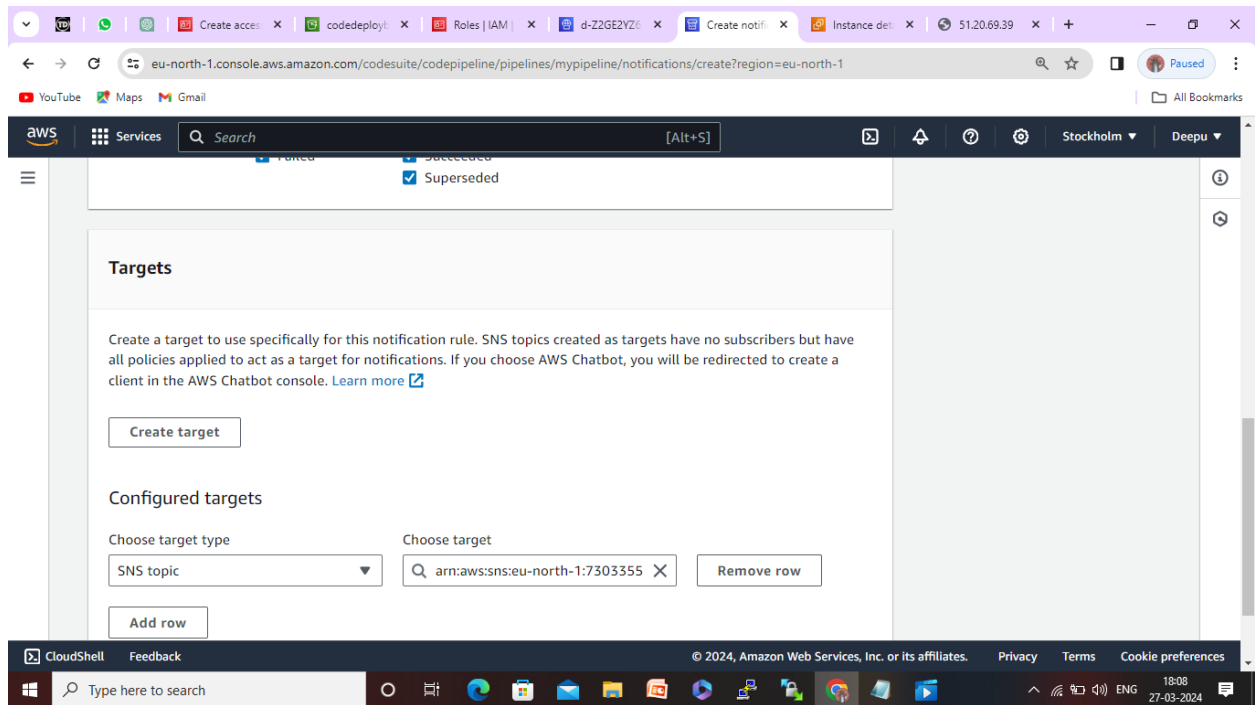 Create acces
codedeployb
Roles | IAM |
d-Z2GE2YZ6
Create notifi
Instance det
51.20.69.39
eu-north-1.console.aws.amazon.com/codesuite/codepipeline/pipelines/mypipeline/notifications/create?region=eu-north-1
Paused
YouTube Maps Gmail All Bookmarks
aws Services Search [Alt+S] Stockholm Deepu
Failed Succeeded
Superseded
Targets
Create a target to use specifically for this notification rule. SNS topics created as targets have no subscribers but have
all policies applied to act as a target for notifications. If you choose AWS Chatbot, you will be redirected to create a
client in the AWS Chatbot console. Learn more
Create target
Configured targets
Choose target type Choose target
SNS topic arn:aws:sns:eu-north-1:7303355 Remove row
Add row
CloudShell Feedback © 2024, Amazon Web Services, Inc. or its affiliates. Privacy Terms Cookie preferences
Type here to search ENG 18:08
27-03-2024